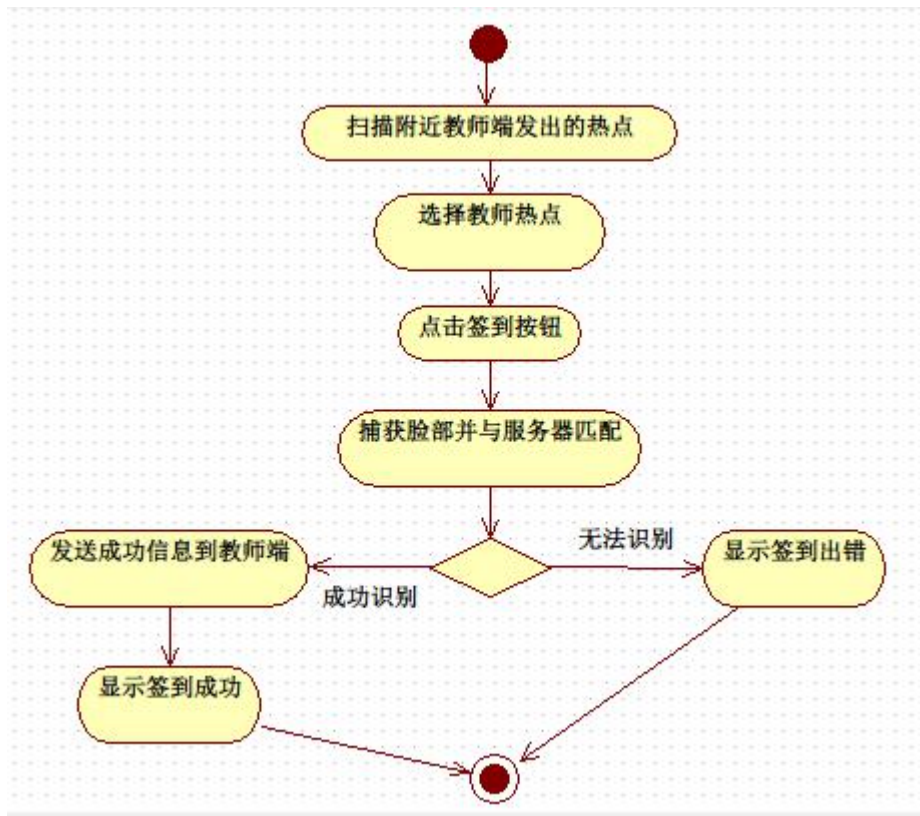 扫描附近教师端发出的热点
选择教师热点
点击签到按钮
捕获脸部并与服务器匹配
发送成功信息到教师端
成功识别
无法识别
显示签到出错
显示签到成功